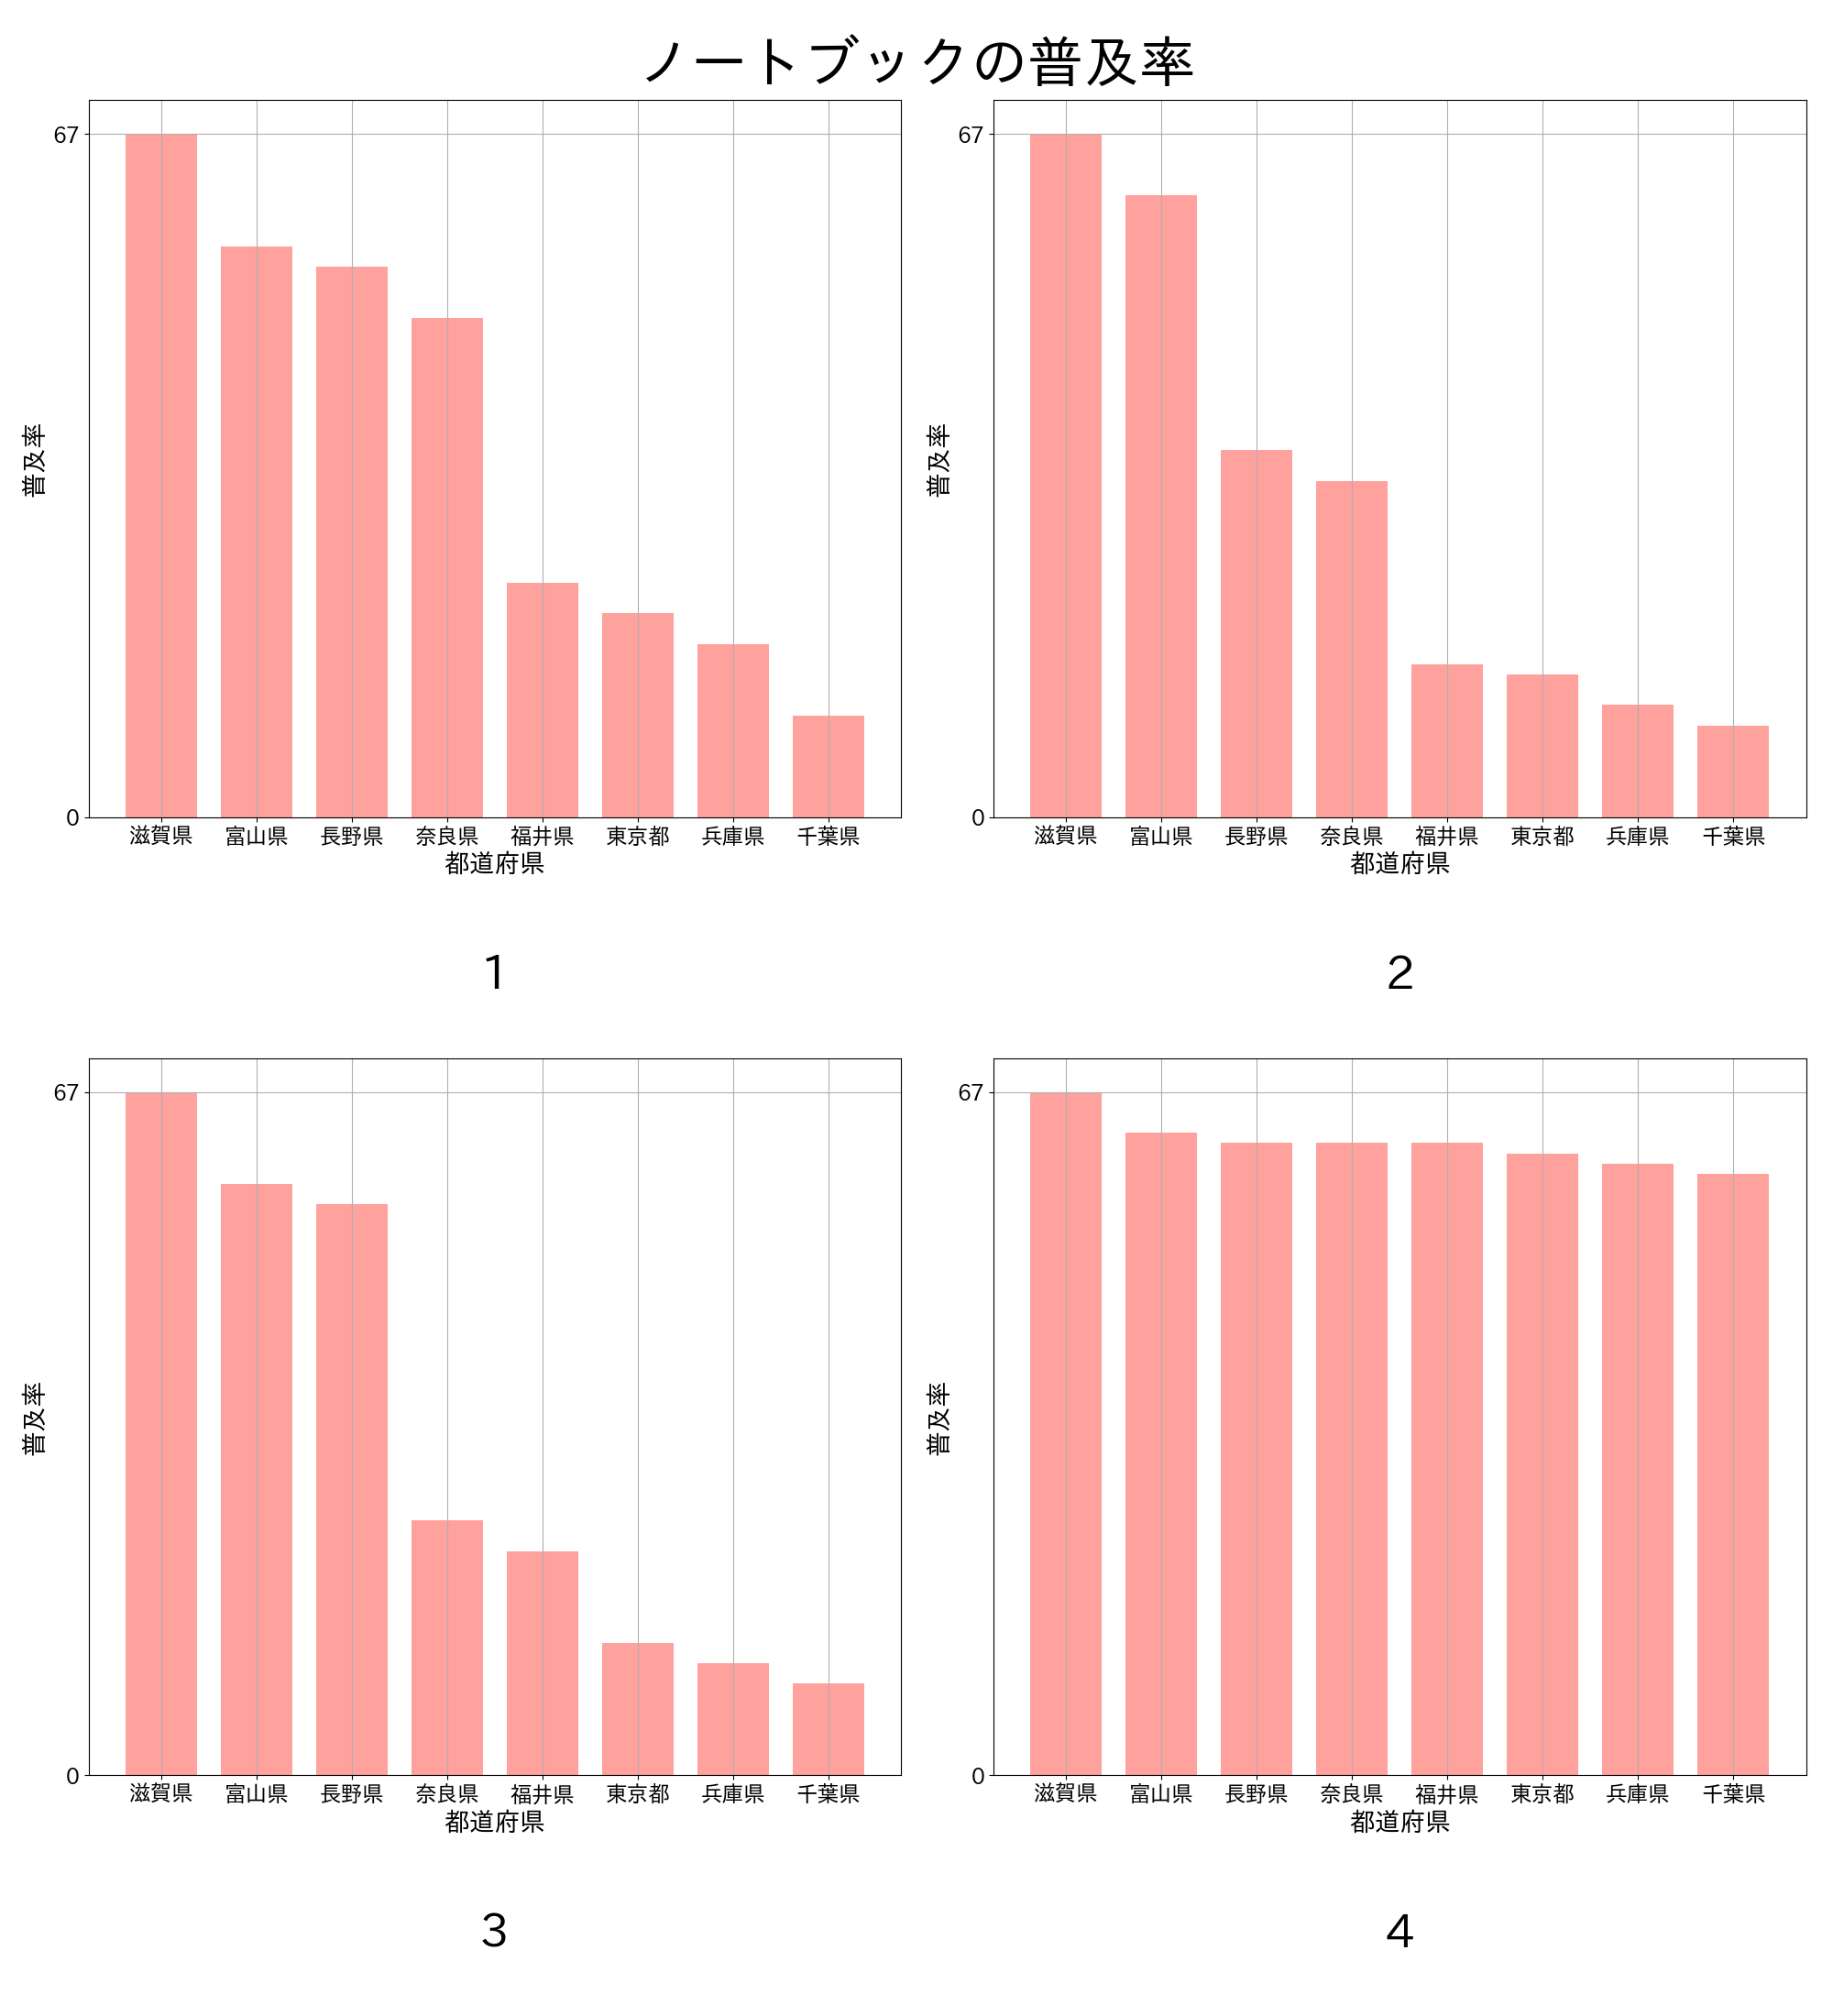 ノートブックの普及率
67
0
普及率
滋賀県 富山県 長野県 奈良県 福井県 東京都 兵庫県 千葉県
都道府県
1
67
0
普及率
滋賀県 富山県 長野県 奈良県 福井県 東京都 兵庫県 千葉県
都道府県
2
67
0
普及率
滋賀県 富山県 長野県 奈良県 福井県 東京都 兵庫県 千葉県
都道府県
3
67
0
普及率
滋賀県 富山県 長野県 奈良県 福井県 東京都 兵庫県 千葉県
都道府県
4